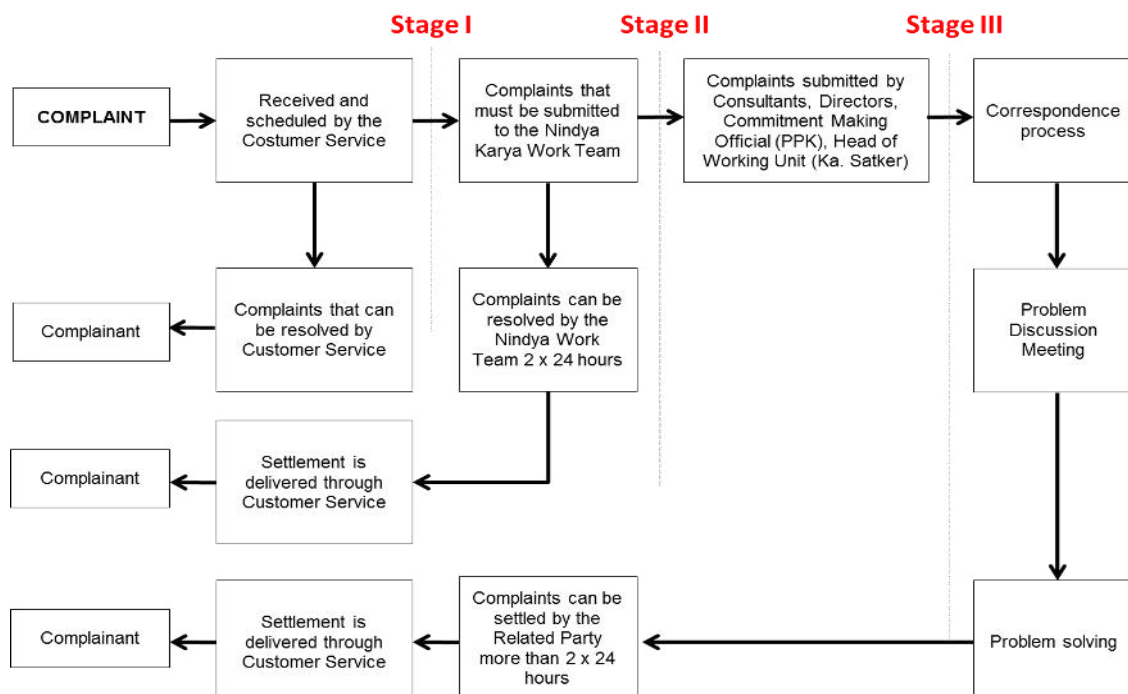 Stage I
Stage II
Stage III
COMPLAINT
Received and
scheduled by the
Costumer Service
Complaints that
must be submitted
to the Nindya
Karya Work Team
Complaints submitted by
Consultants, Directors,
Commitment Making
Official (PPK), Head of
Working Unit (Ka. Satker)
Correspondence
process
Complainant
Complaints that can
be resolved by
Customer Service
Complaints can be
resolved by the
Nindya Work
Team 2 x 24 hours
Problem
Discussion
Meeting
Complainant
Settlement is
delivered through
Customer Service
Complainant
Settlement is
delivered through
Customer Service
Complaints can be
settled by the
Related Party
more than 2 x 24
hours
Problem solving